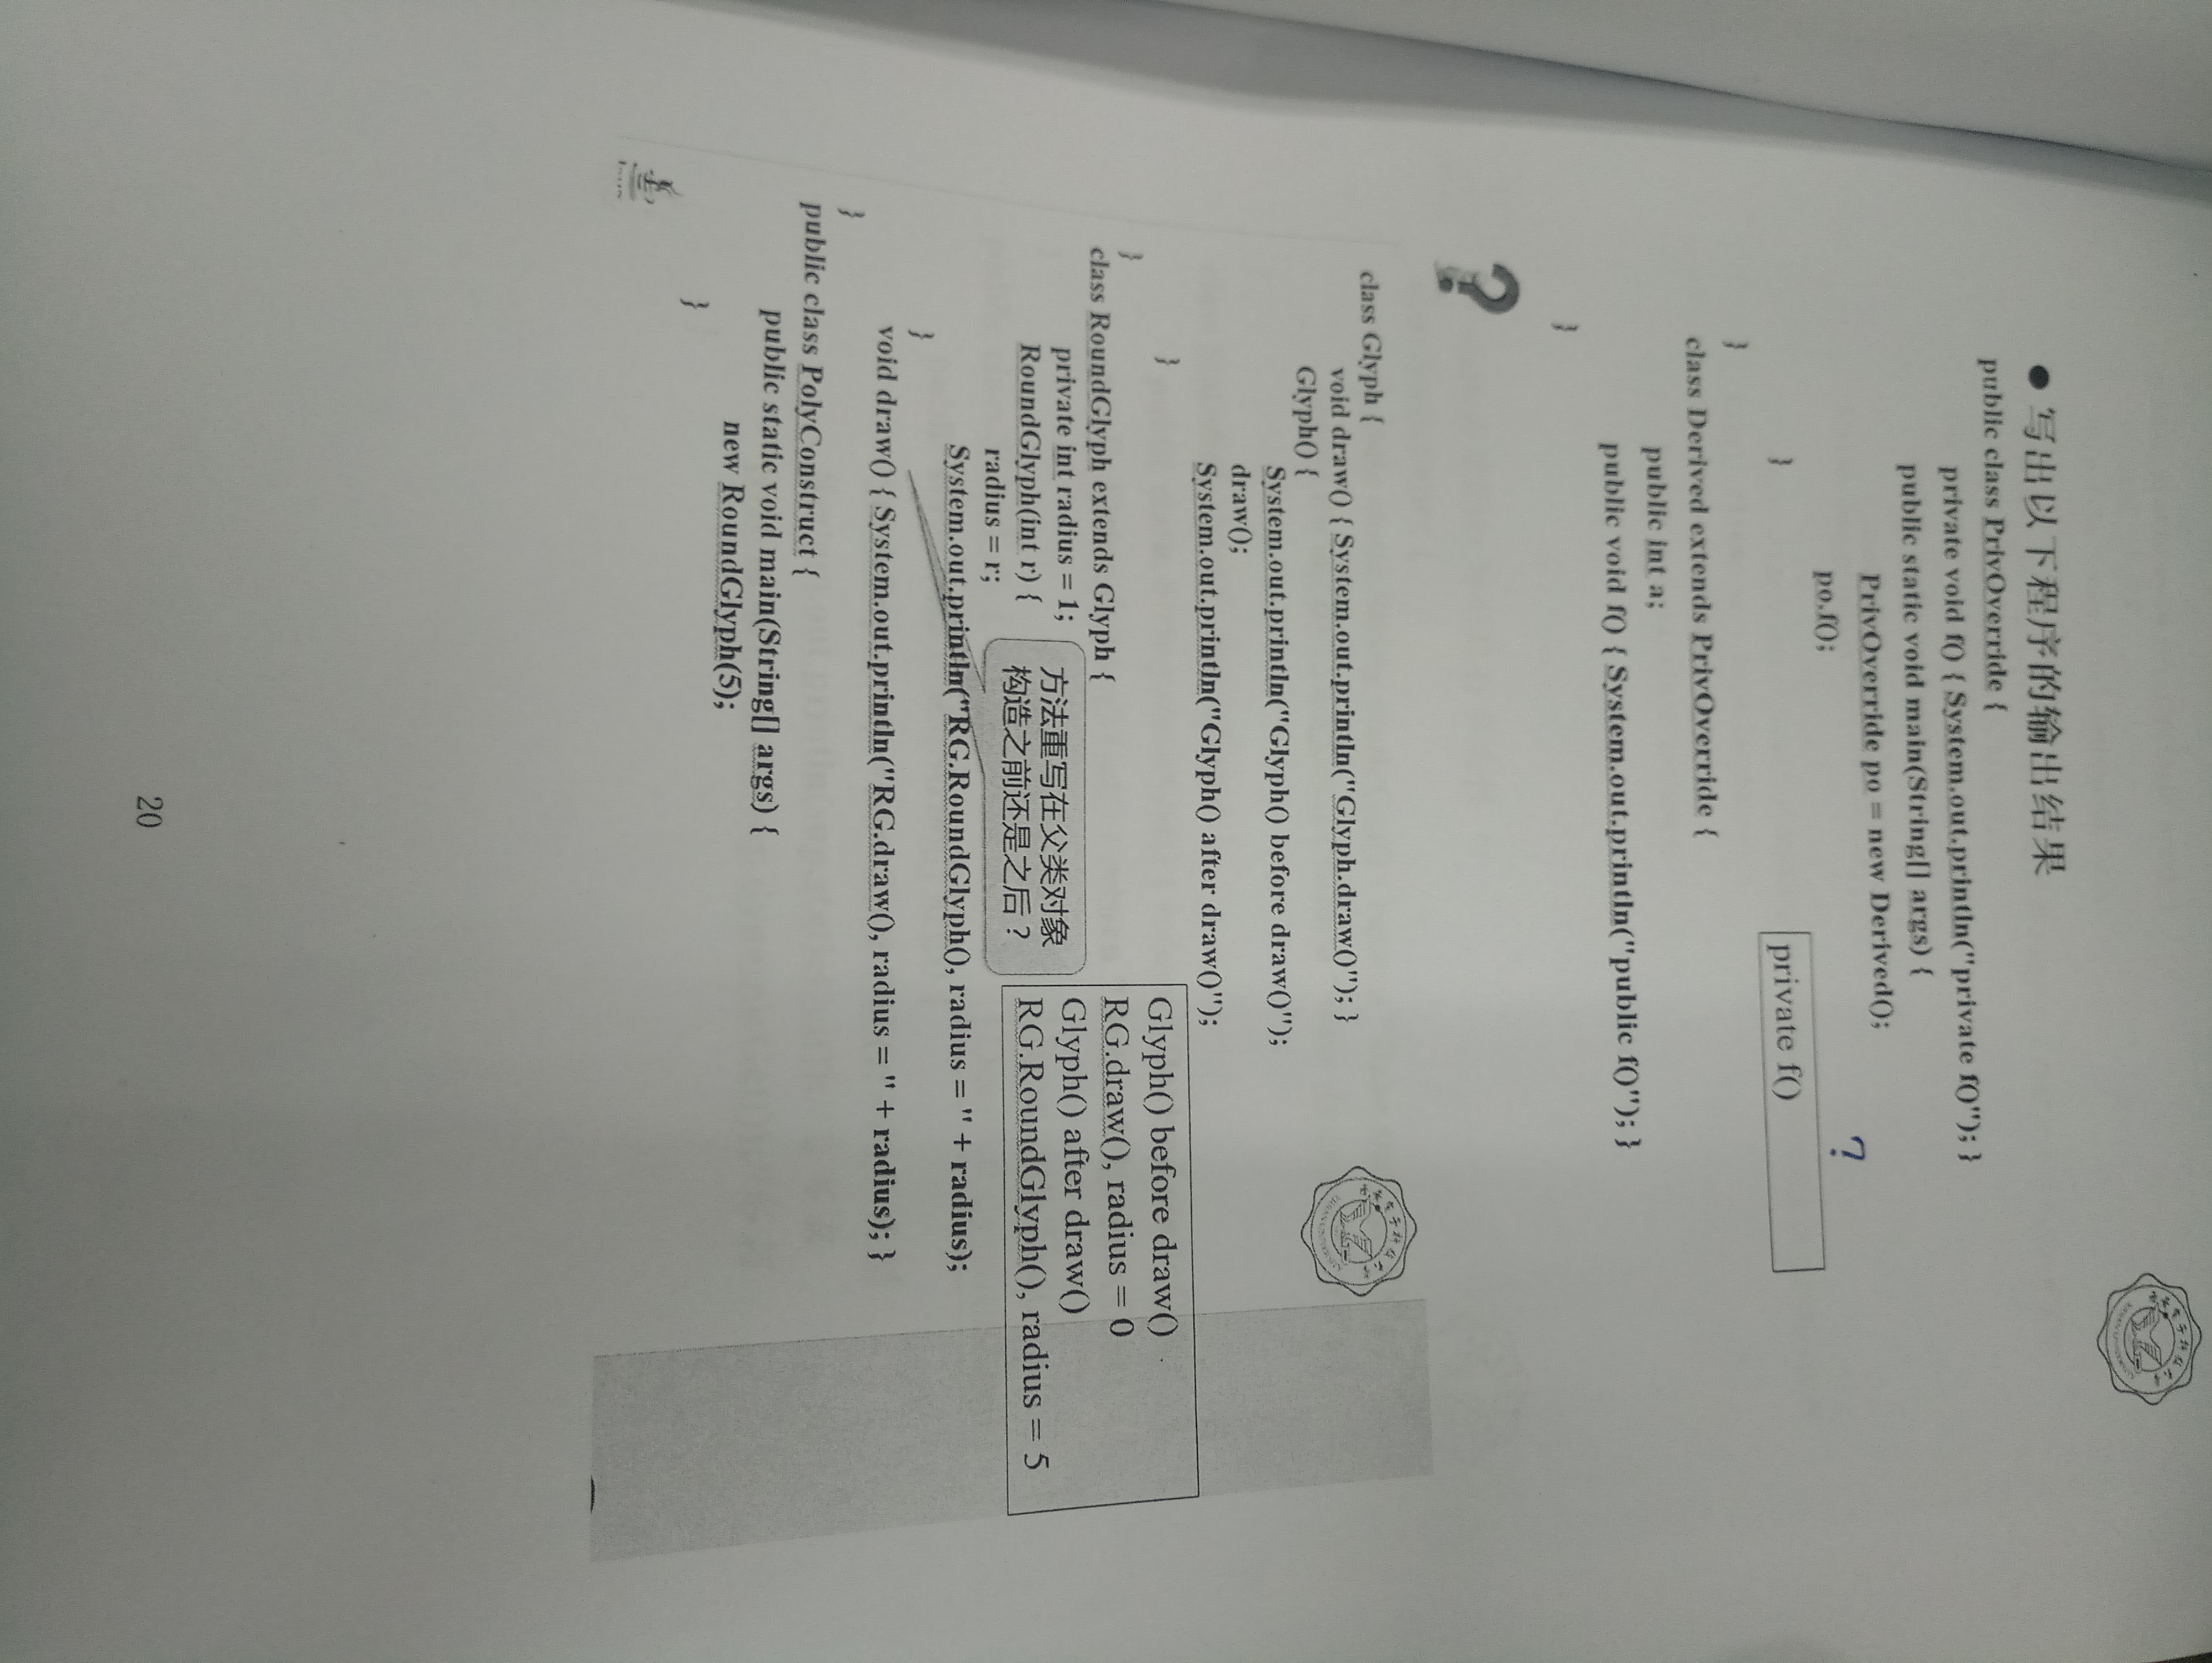 ● 写出以下程序的输出结果
public class PrivOverride {
private void f() { System.out.println("private f()"); }
public static void main(String[] args) {
PrivOverride po = new Derived();
po.f();
}
}
private f()
?
class Derived extends PrivOverride {
public int a;
public void f() { System.out.println("public f()"); }
}
?
class Glyph {
void draw() { System.out.println("Glyph.draw()"); }
Glyph() {
System.out.println("Glyph() before draw()");
draw();
System.out.println("Glyph() after draw()");
}
}
class RoundGlyph extends Glyph {
private int radius = 1;
RoundGlyph(int r) {
radius = r;
System.out.println("RG.RoundGlyph(), radius = " + radius);
}
void draw() { System.out.println("RG.draw(), radius = " + radius); }
}
public class PolyConstruct {
public static void main(String[] args) {
new RoundGlyph(5);
}
方法重写在父类对象
构造之前还是之后？
Glyph() before draw()
RG.draw(), radius = 0
Glyph() after draw()
RG.RoundGlyph(), radius = 5
20